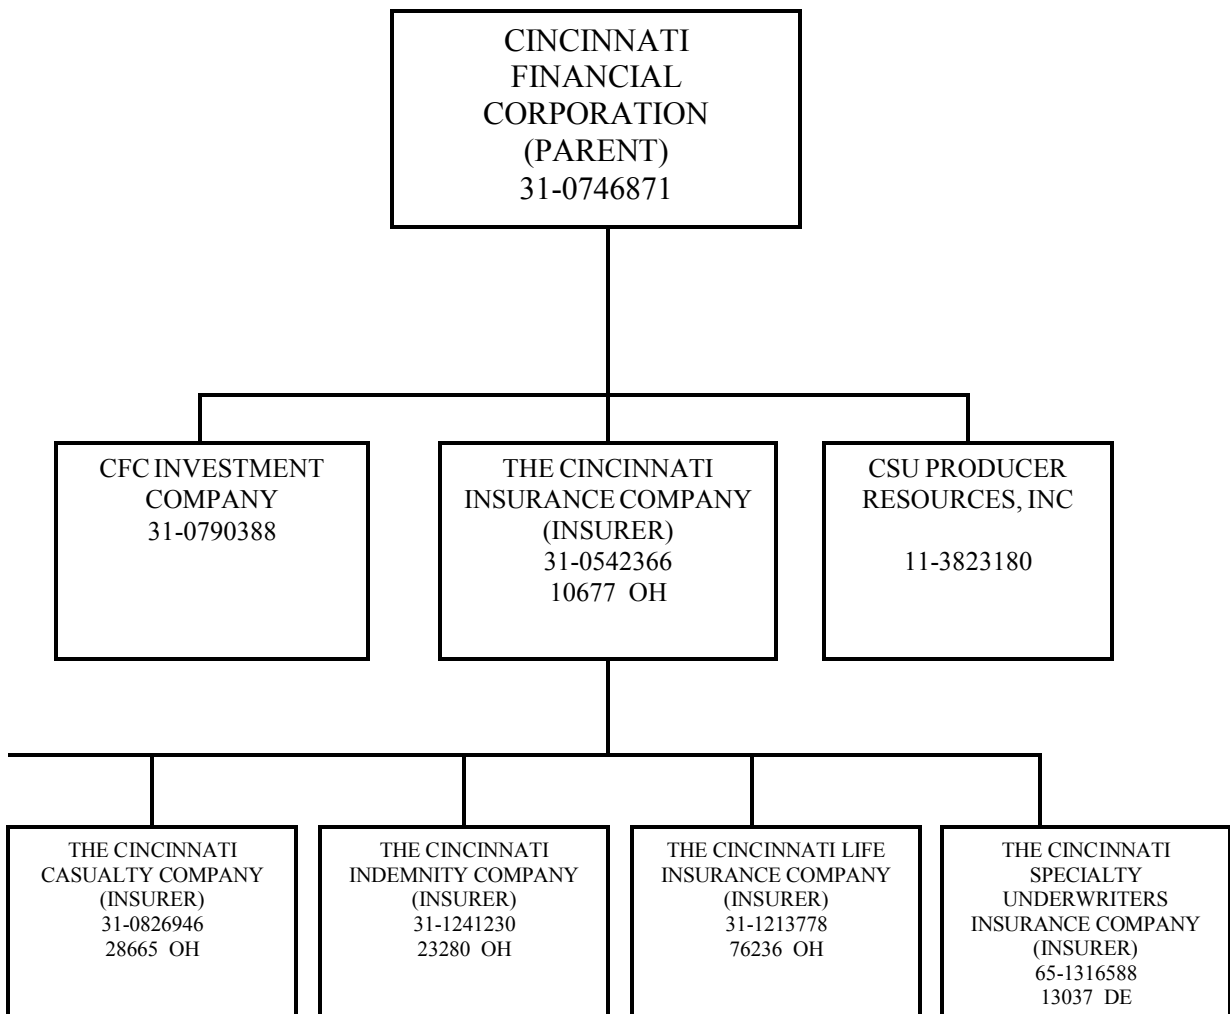 CINCINNATI
FINANCIAL
CORPORATION
(PARENT)
31-0746871
CFC INVESTMENT
COMPANY
31-0790388
THE CINCINNATI
INSURANCE COMPANY
(INSURER)
31-0542366
10677 OH
CSU PRODUCER
RESOURCES, INC
11-3823180
THE CINCINNATI
CASUALTY COMPANY
(INSURER)
31-0826946
28665 OH
THE CINCINNATI
INDEMNITY COMPANY
(INSURER)
31-1241230
23280 OH
THE CINCINNATI LIFE
INSURANCE COMPANY
(INSURER)
31-1213778
76236 OH
THE CINCINNATI
SPECIALTY
UNDERWRITERS
INSURANCE COMPANY
(INSURER)
65-1316588
13037 DE